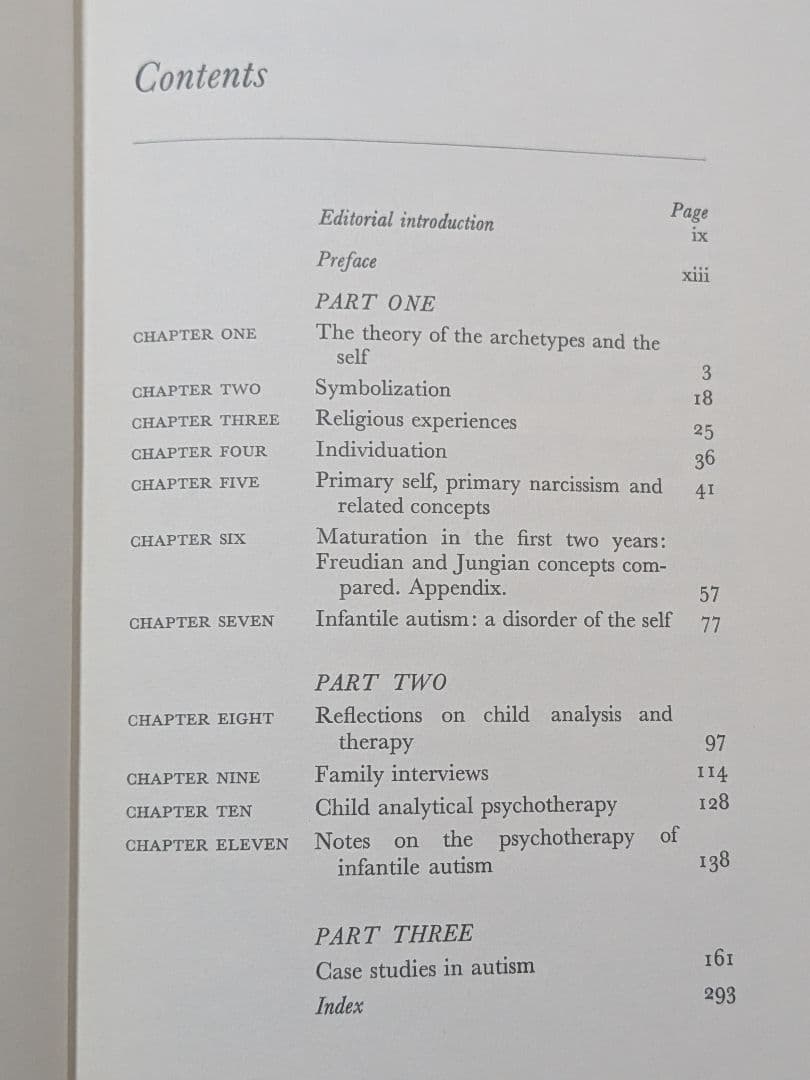 Contents
Page
Editorial introduction ix
Preface xiii
PART ONE
CHAPTER ONE The theory of the archetypes and the
self 3
CHAPTER TWO Symbolization 18
CHAPTER THREE Religious experiences 25
CHAPTER FOUR Individuation 36
CHAPTER FIVE Primary self, primary narcissism and 41
related concepts
CHAPTER SIX Maturation in the first two years:
Freudian and Jungian concepts com-
pared. Appendix. 57
CHAPTER SEVEN Infantile autism: a disorder of the self 77
PART TWO
CHAPTER EIGHT Reflections on child analysis and
therapy 97
CHAPTER NINE Family interviews 114
CHAPTER TEN Child analytical psychotherapy 128
CHAPTER ELEVEN Notes on the psychotherapy of
infantile autism 138
PART THREE
Case studies in autism 161
Index 293